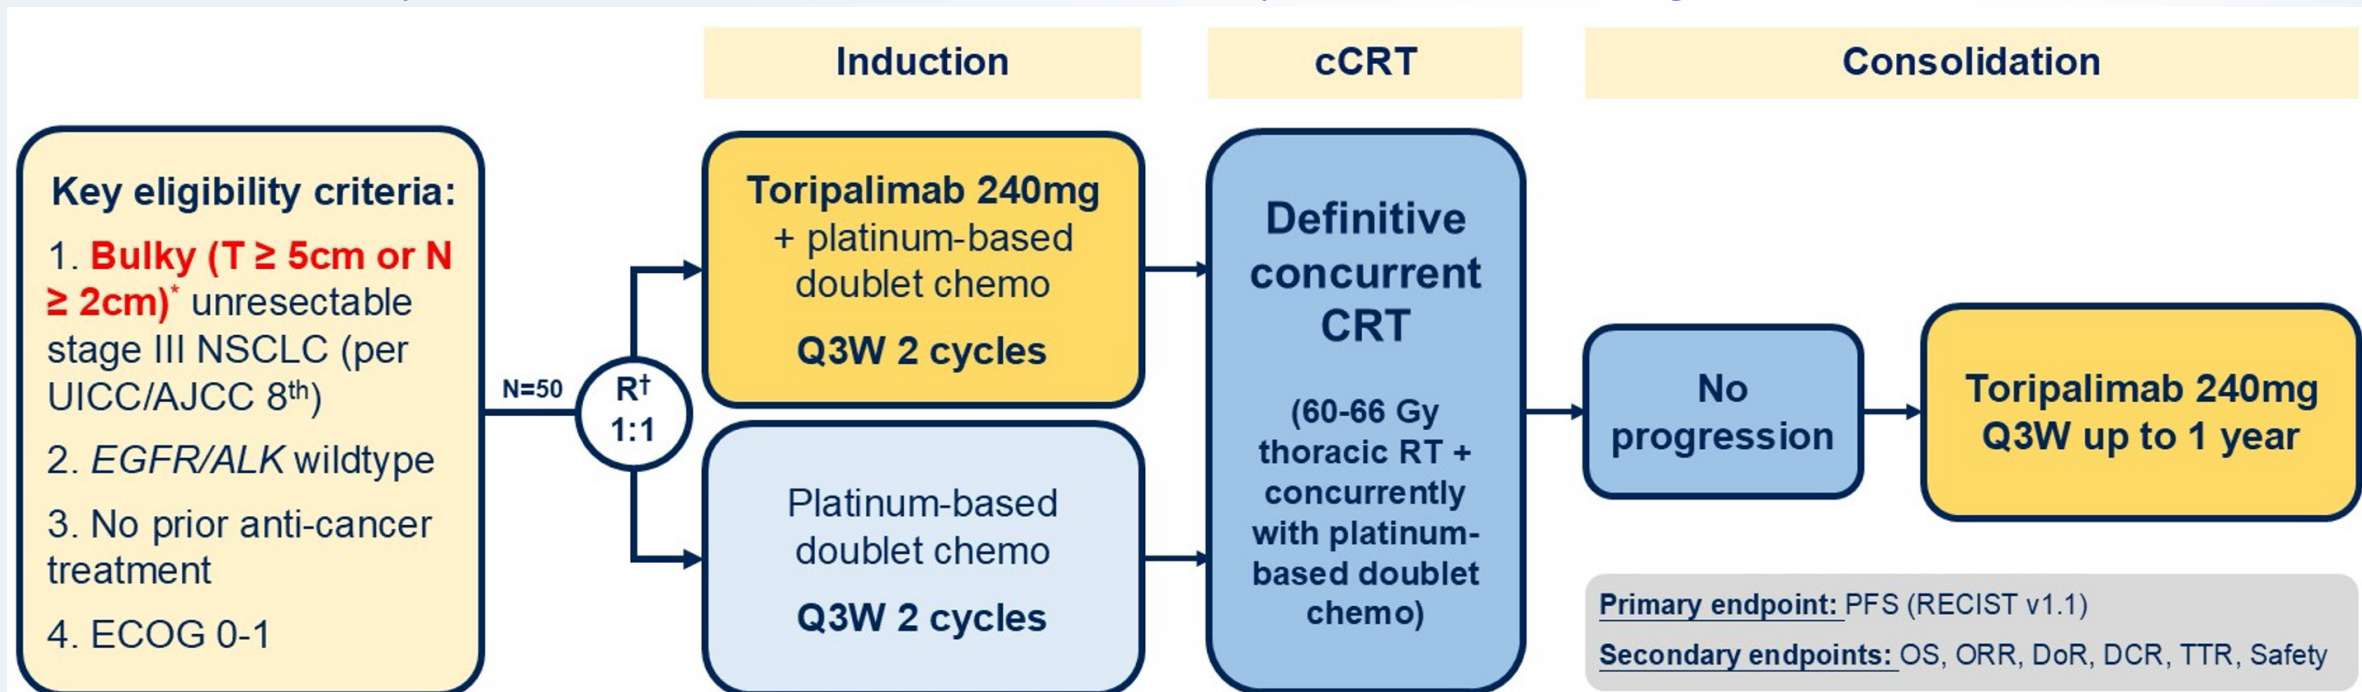 Induction
cCRT
Consolidation
Key eligibility criteria:
1. Bulky (T ≥ 5cm or N
≥ 2cm)* unresectable
stage III NSCLC (per
UICC/AJCC 8th)
2. EGFR/ALK wildtype
3. No prior anti-cancer
treatment
4. ECOG 0-1
N=50
R†
1:1
Toripalimab 240mg
+ platinum-based
doublet chemo
Q3W 2 cycles
Platinum-based
doublet chemo
Q3W 2 cycles
Definitive
concurrent
CRT
(60-66 Gy
thoracic RT +
concurrently
with platinum-
based doublet
chemo)
No
progression
Toripalimab 240mg
Q3W up to 1 year
Primary endpoint: PFS (RECIST v1.1)
Secondary endpoints: OS, ORR, DoR, DCR, TTR, Safety